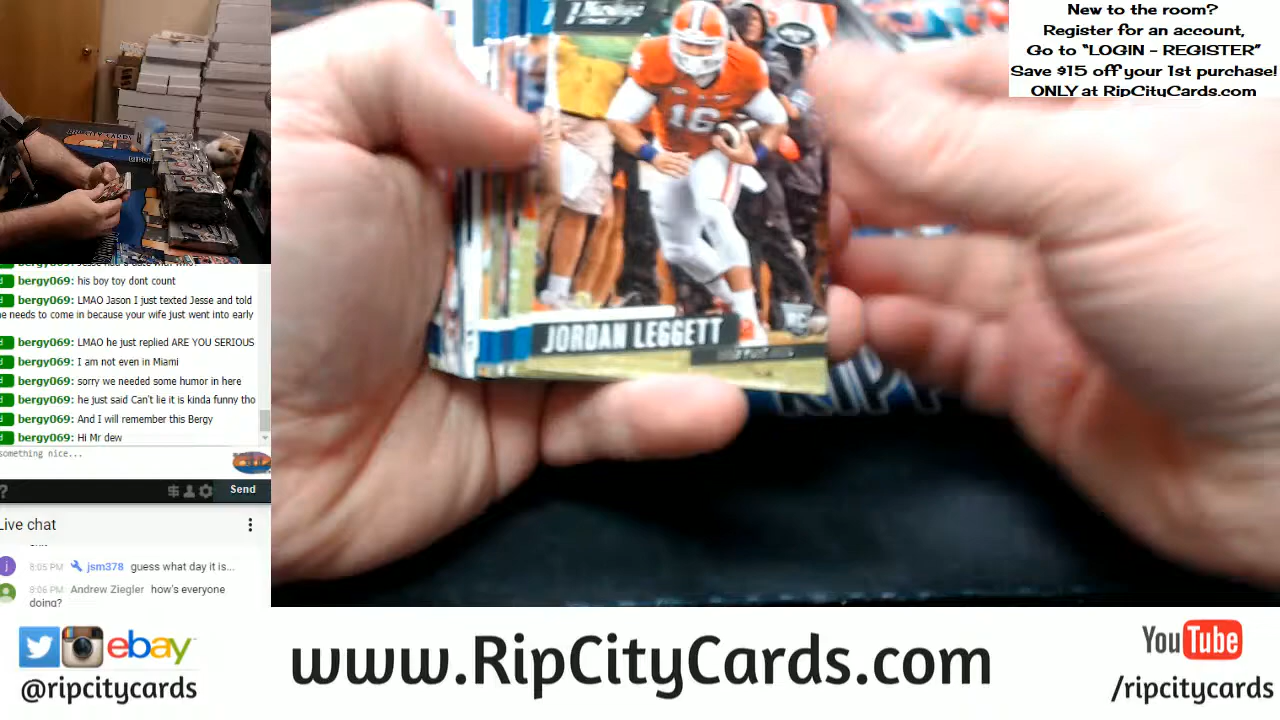 New to the room?
Register for an account,
Go to “LOGIN - REGISTER”
Save $15 off your 1st purchase!
ONLY at RipCityCards.com
16
JORDAN LEGGETT
RIPP
bergy069: his boy toy dont count
bergy069: LMAO Jason I just texted Jesse and told
e needs to come in because your wife just went into early
bergy069: LMAO he just replied ARE YOU SERIOUS
bergy069: I am not even in Miami
bergy069: sorry we needed some humor in here
bergy069: he just said Can't lie it is kinda funny tho
bergy069: And I will remember this Bergy
bergy069: Hi Mr dew
something nice...
?
Send
Live chat
j
8:05 PM jsm378 guess what day it is...
8:06 PM Andrew Ziegler how's everyone
doing?
ebay
@ripcitycards
www.RipCityCards.com
YouTube
/ripcitycards